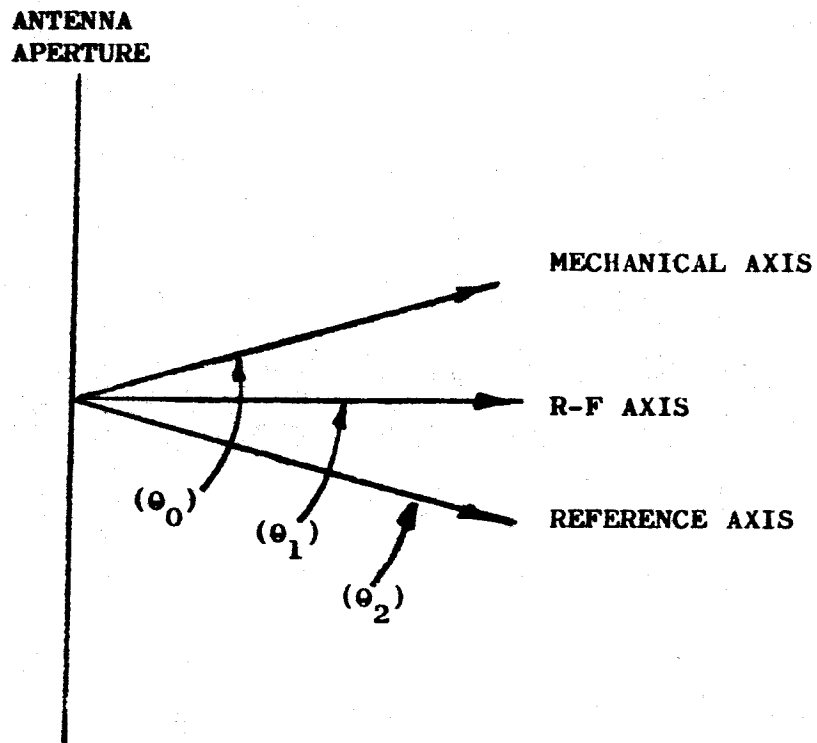 ANTENNA
APERTURE
MECHANICAL AXIS
R-F AXIS
REFERENCE AXIS
(θ₀)
(θ₁)
(θ₂)